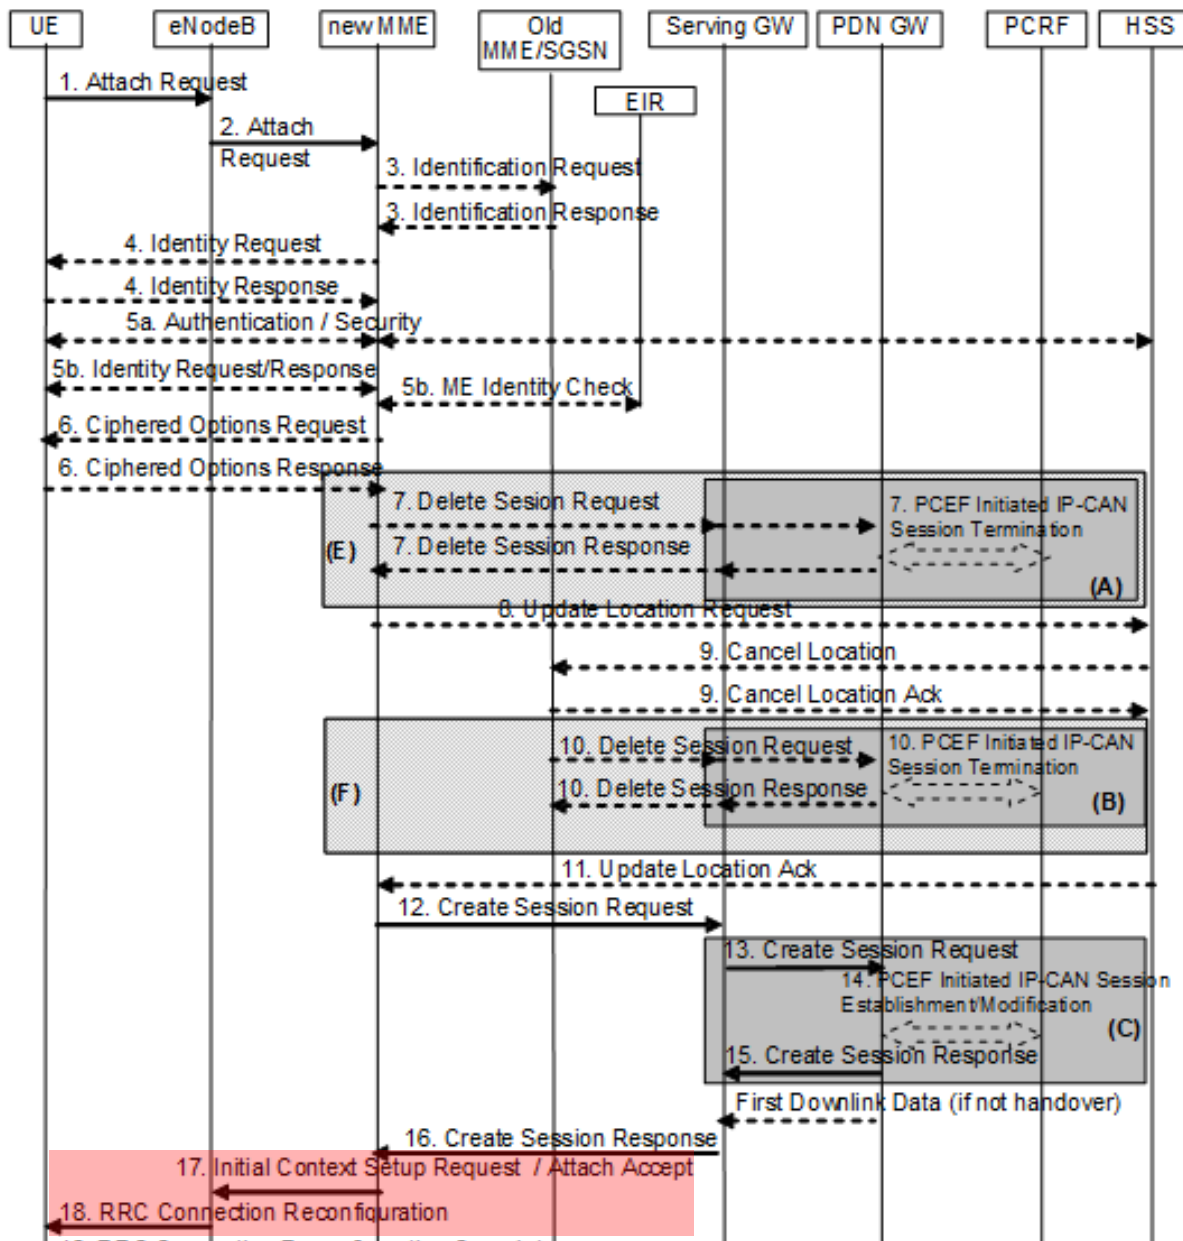 UE
eNodeB
new MME
Old
MME/SGSN
Serving GW
PDN GW
PCRF
HSS
EIR
1. Attach Request
2. Attach
Request
3. Identification Request
3. Identification Response
4. Identity Request
4. Identity Response
5a. Authentication / Security
5b. Identity Request/Response
5b. ME Identity Check
6. Ciphered Options Request
6. Ciphered Options Response
7. Delete Sesion Request
7. PCEF Initiated IP-CAN
Session Termination
(E)
7. Delete Session Response
(A)
8. Update Location Request
9. Cancel Location
9. Cancel Location Ack
10. Delete Session Request
10. PCEF Initiated IP-CAN
Session Termination
(F)
10. Delete Session Response
(B)
11. Update Location Ack
12. Create Session Request
13. Create Session Request
14. PCEF Initiated IP-CAN Session
Establishment/Modification
(C)
15. Create Session Response
First Downlink Data (if not handover)
16. Create Session Response
17. Initial Context Setup Request / Attach Accept
18. RRC Connection Reconfiguration